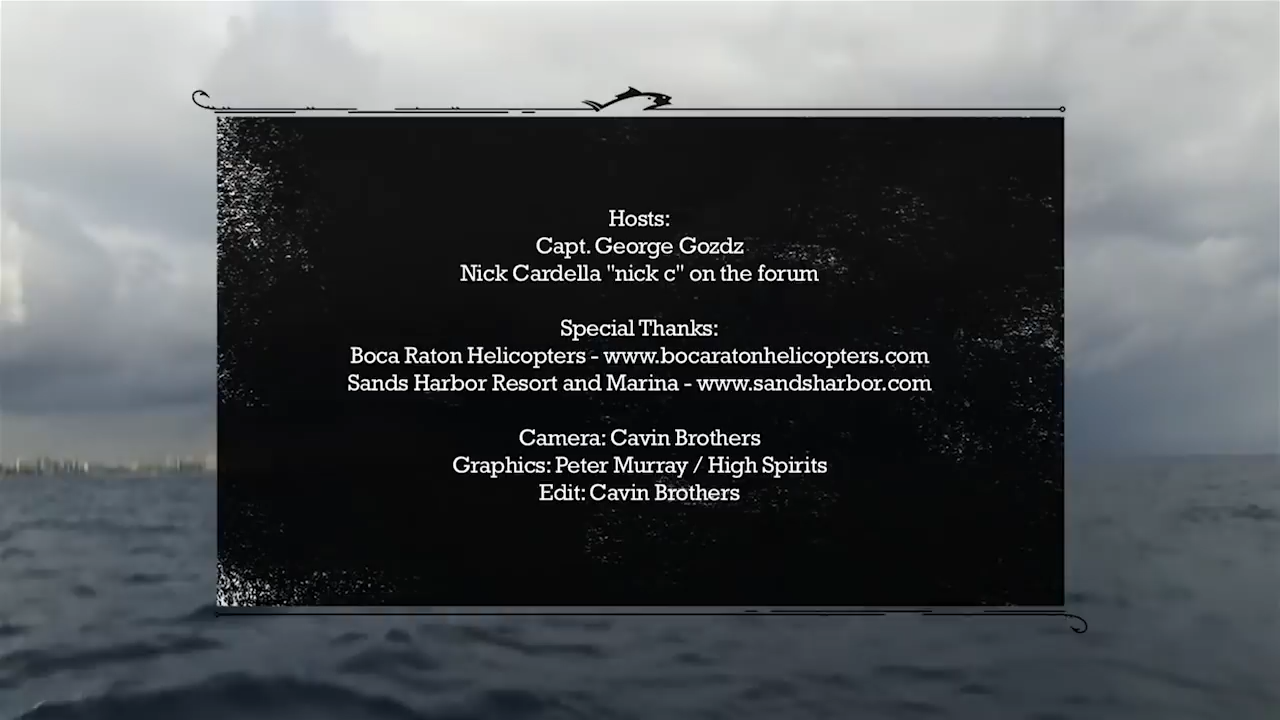 Hosts:
Capt. George Gozdz
Nick Cardella "nick c" on the forum
Special Thanks:
Boca Raton Helicopters - www.bocaratonhelicopters.com
Sands Harbor Resort and Marina - www.sandsharbor.com
Camera: Cavin Brothers
Graphics: Peter Murray / High Spirits
Edit: Cavin Brothers